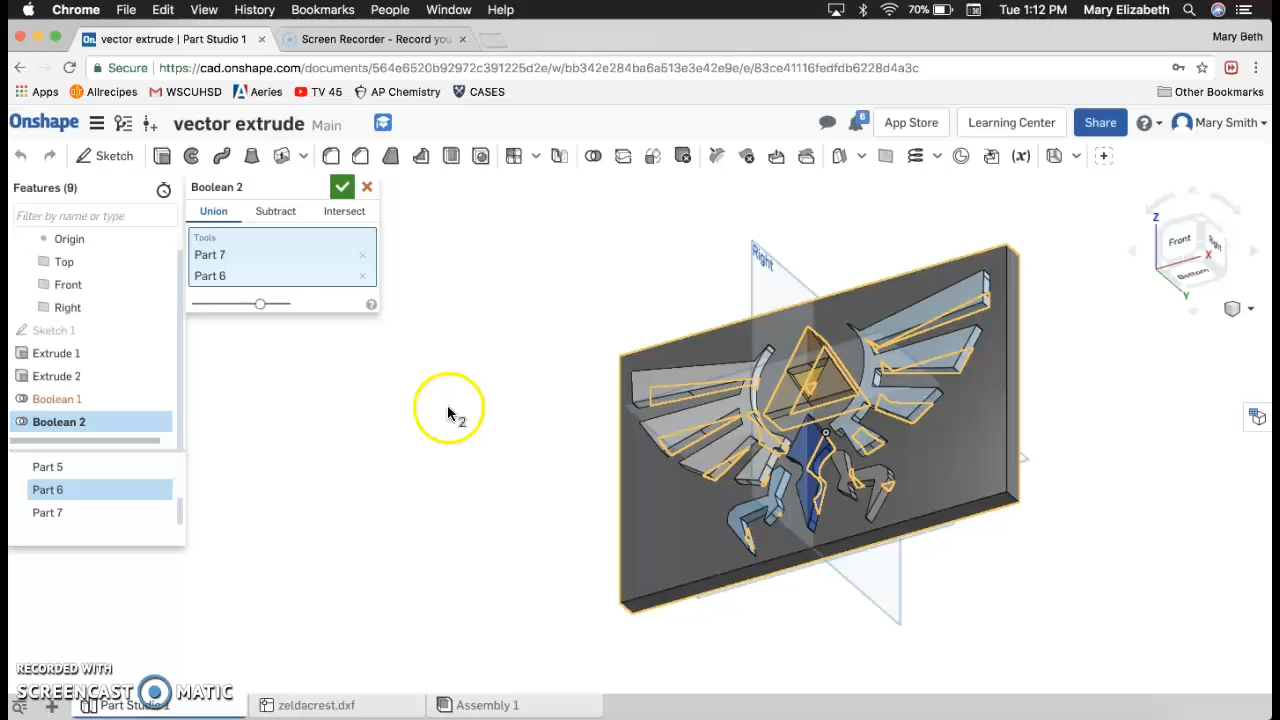 Chrome File Edit View History Bookmarks People Window Help 70% Tue 1:12 PM Mary Elizabeth
vector extrude | Part Studio 1 Screen Recorder - Record you Mary Beth
Secure https://cad.onshape.com/documents/564e6520b92972c391225d2e/w/bb342e284ba6a513e3e42e9e/e/83ce41116fedfdb6228d4a3c
Apps Allrecipes WSCUHSD Aeries TV 45 AP Chemistry CASES Other Bookmarks
Onshape vector extrude Main 6 App Store Learning Center Share Mary Smith
Sketch (x)
Features (9)
Filter by name or type
Origin
Top
Front
Right
Sketch 1
Extrude 1
Extrude 2
Boolean 1
Boolean 2
Part 5
Part 6
Part 7
Boolean 2
Union Subtract Intersect
Tools
Part 7
Part 6
Right
2
Z
Front Right
X
Bottom
Y
RECORDED WITH
SCREENCAST MATIC
Part Studio 1 zeldacrest.dxf Assembly 1